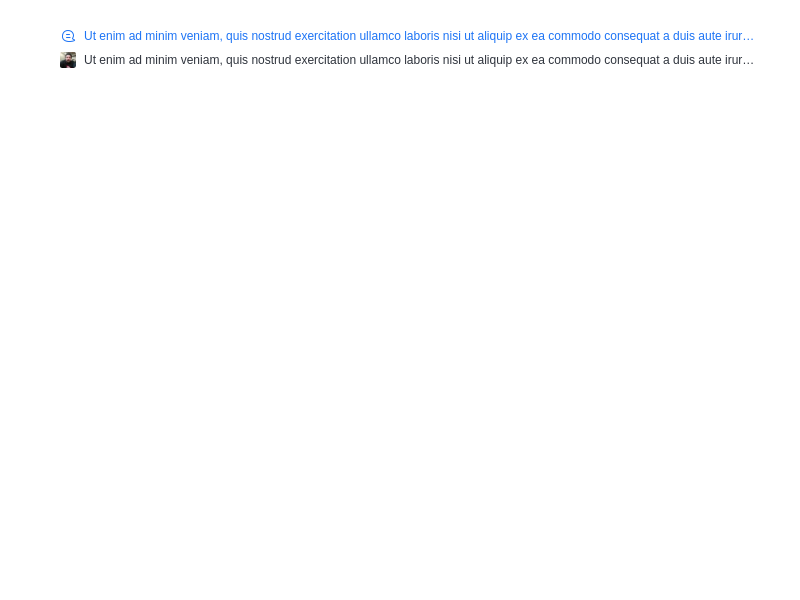 Ut enim ad minim veniam, quis nostrud exercitation ullamco laboris nisi ut aliquip ex ea commodo consequat a duis aute irur…
Ut enim ad minim veniam, quis nostrud exercitation ullamco laboris nisi ut aliquip ex ea commodo consequat a duis aute irur…